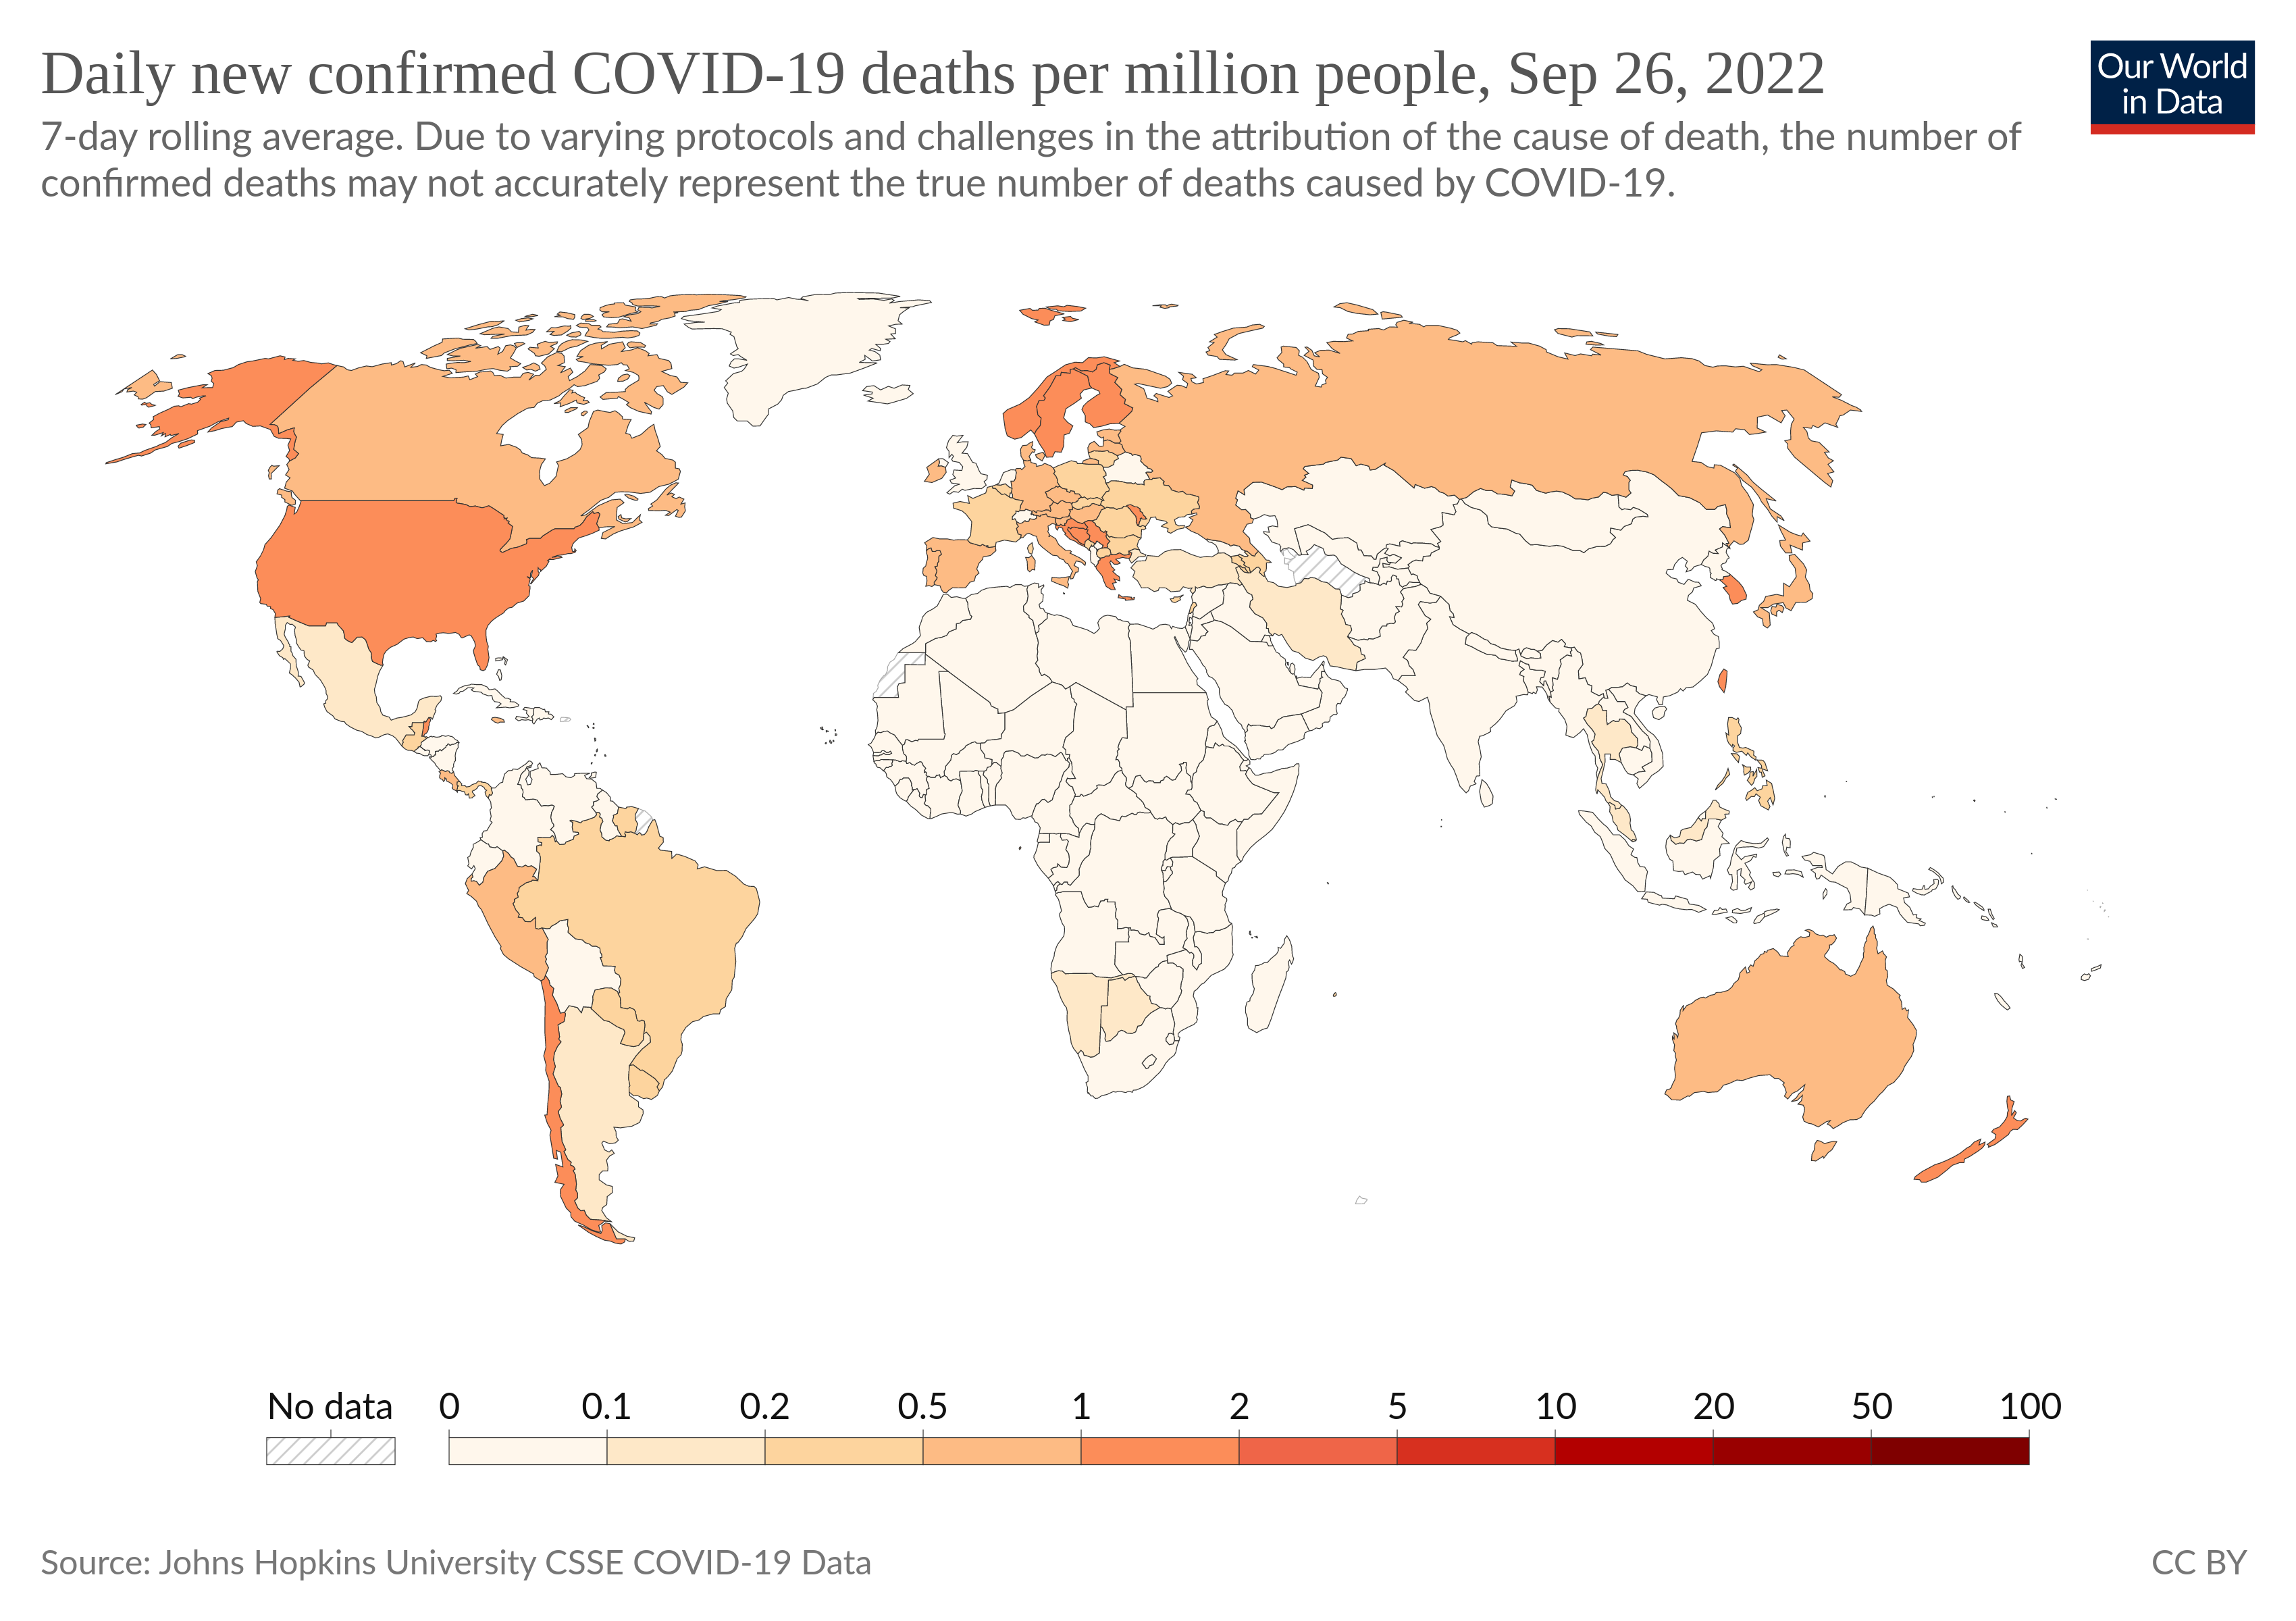 Daily new confirmed COVID-19 deaths per million people, Sep 26, 2022
Our World
in Data
7-day rolling average. Due to varying protocols and challenges in the attribution of the cause of death, the number of
confirmed deaths may not accurately represent the true number of deaths caused by COVID-19.
No data 0 0.1 0.2 0.5 1 2 5 10 20 50 100
Source: Johns Hopkins University CSSE COVID-19 Data
CC BY